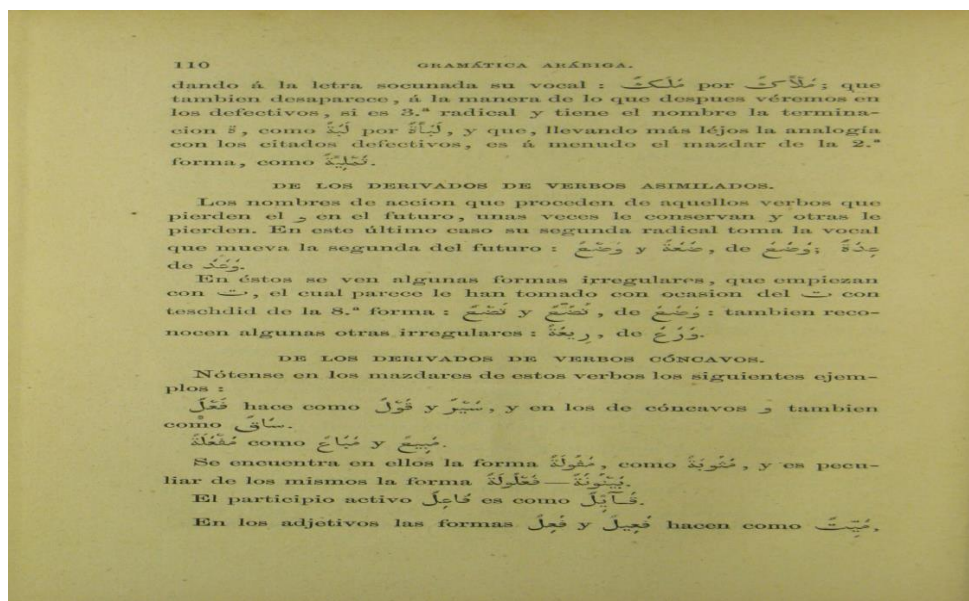 110 GRAMÁTICA ARÁBIGA.
dando á la letra socunada su vocal : مَلَكٌ por مَلْأَكٌ; que
tambien desaparece, á la manera de lo que despues véremos en
los defectivos, si es 3.ª radical y tiene el nombre la termina-
cion ة, como لَبَةٌ por لَبْأَةٌ, y que, llevando más léjos la analogía
con los citados defectivos, es á menudo el mazdar de la 2.ª
forma, como تَمْلِيَةٌ.
DE LOS DERIVADOS DE VERBOS ASIMILADOS.
Los nombres de accion que proceden de aquellos verbos que
pierden el و en el futuro, unas veces le conservan y otras le
pierden. En este último caso su segunda radical toma la vocal
que mueva la segunda del futuro : وَضْعٌ y ضَعَةٌ, de وَضَعَ; عِدَةٌ
de وَعَدَ.
En éstos se ven algunas formas irregulares, que empiezan
con ت, el cual parece le han tomado con ocasion del ت con
teschdid de la 8.ª forma : y , de وَضَعَ : tambien reco-
nocen algunas otras irregulares : رِيعَةٌ, de وَرَعَ.
DE LOS DERIVADOS DE VERBOS CÓNCAVOS.
Nótense en los mazdares de estos verbos los siguientes ejem-
plos :
فَعْلٌ hace como قَوْلٌ y سَيْرٌ, y en los de cóncavos و tambien
como سَاقٌ.
مَفْعَلَةٌ como مَبَاعٌ y مَبِيعٌ.
Se encuentra en ellos la forma مَفُولَةٌ, como مَثُوبَةٌ, y es pecu-
liar de los mismos la forma فَعْلُولَةٌ — بَيْنُونَةٌ.
El participio activo فَاعِلٌ es como قَآئِلٌ.
En los adjetivos las formas فَعِلٌ y فَعِيلٌ hacen como مَيِّتٌ,